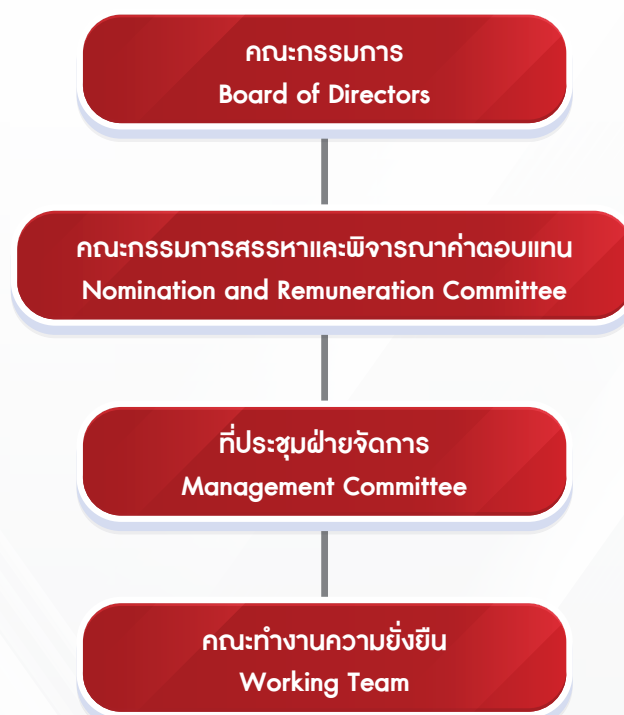 คณะกรรมการ
Board of Directors
คณะกรรมการสรรหาและพิจารณาค่าตอบแทน
Nomination and Remuneration Committee
ที่ประชุมฝ่ายจัดการ
Management Committee
คณะทำงานความยั่งยืน
Working Team